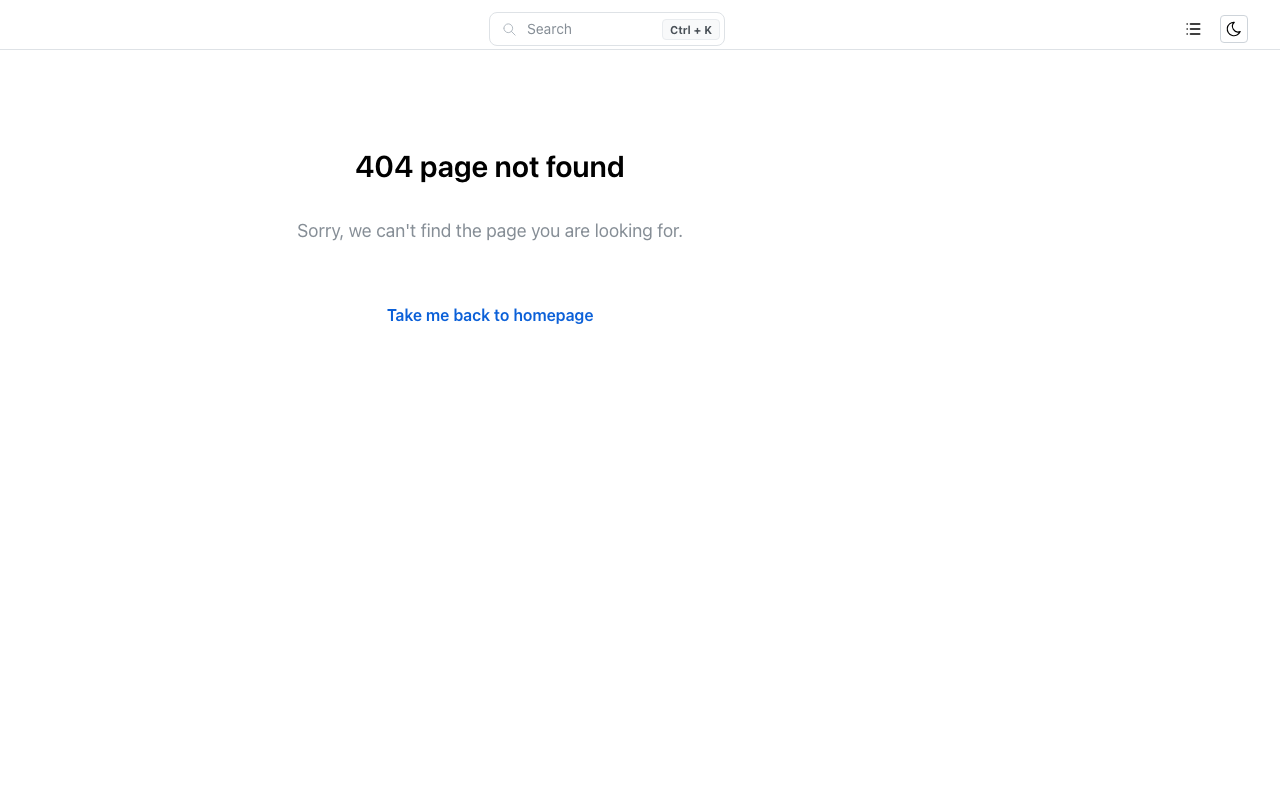 Search
Ctrl + K
404 page not found
Sorry, we can't find the page you are looking for.
Take me back to homepage